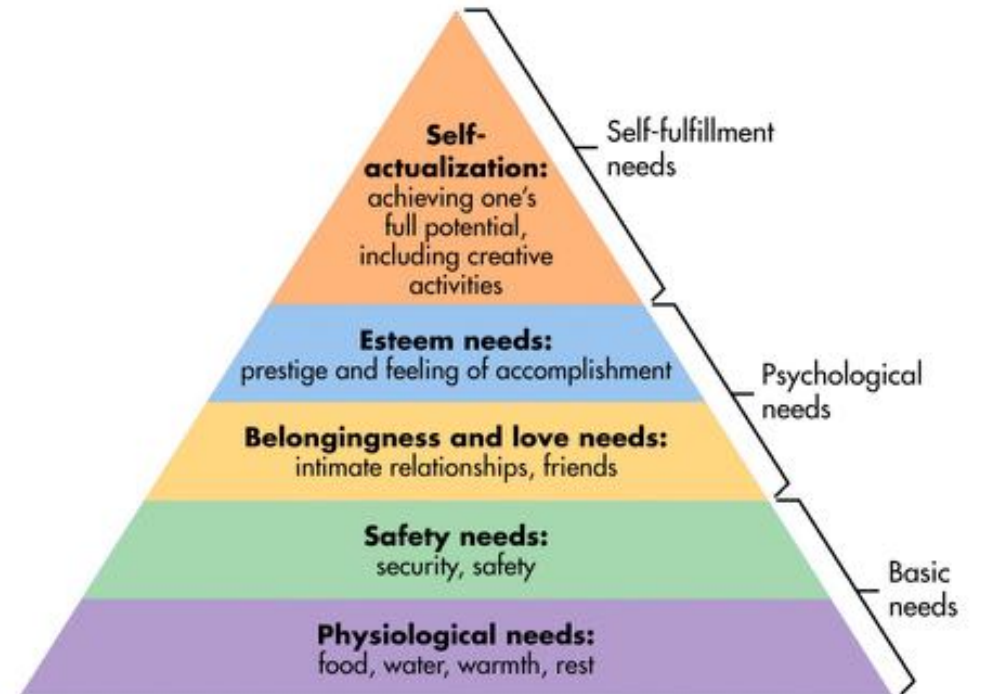 Self-
actualization:
achieving one's
full potential,
including creative
activities
Self-fulfillment
needs
Esteem needs:
prestige and feeling of accomplishment
Psychological
needs
Belongingness and love needs:
intimate relationships, friends
Safety needs:
security, safety
Basic
needs
Physiological needs:
food, water, warmth, rest